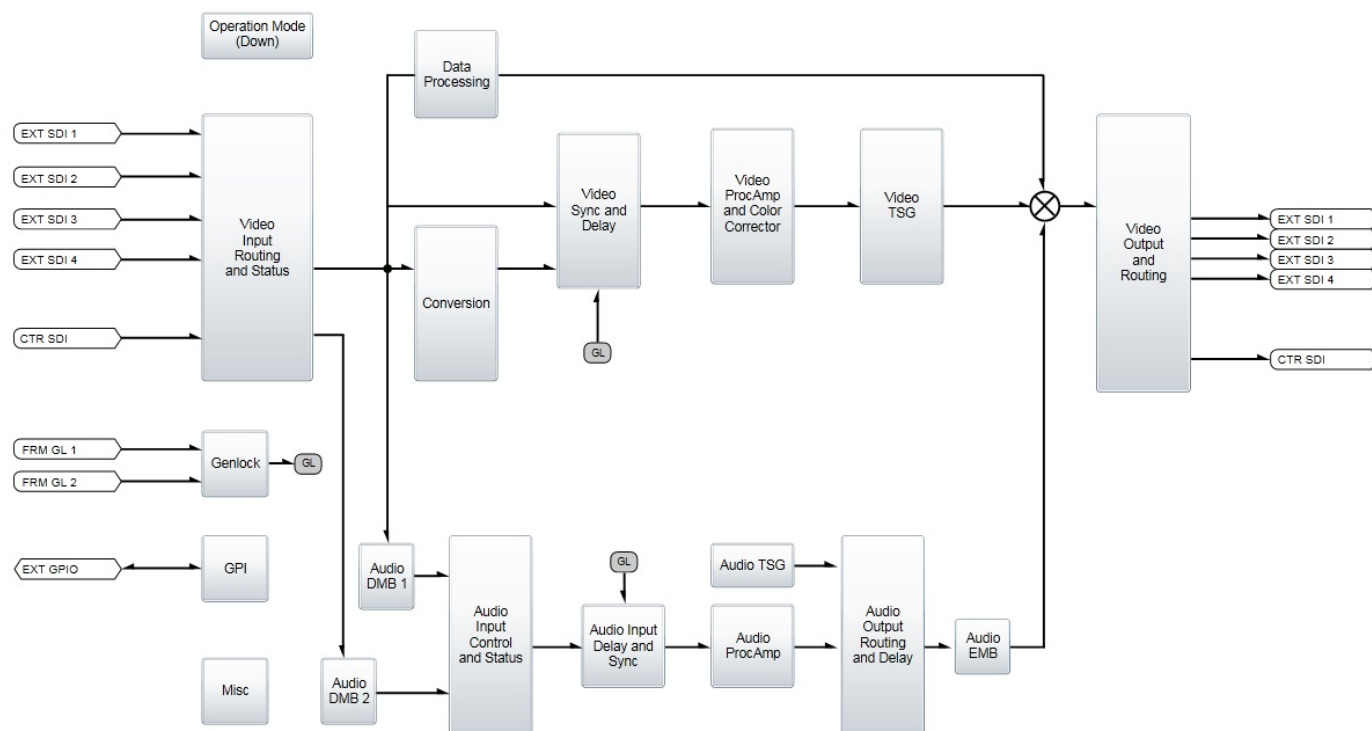 Operation Mode
(Down)
Data
Processing
EXT SDI 1
EXT SDI 2
EXT SDI 3
EXT SDI 4
CTR SDI
Video
Input
Routing
and Status
Conversion
Video
Sync and
Delay
GL
Video
ProcAmp
and Color
Corrector
Video
TSG
Video
Output
and
Routing
EXT SDI 1
EXT SDI 2
EXT SDI 3
EXT SDI 4
CTR SDI
FRM GL 1
FRM GL 2
Genlock
GL
EXT GPIO
GPI
Misc
Audio
DMB 1
Audio
DMB 2
Audio
Input
Control
and Status
GL
Audio Input
Delay and
Sync
Audio TSG
Audio
ProcAmp
Audio
Output
Routing
and Delay
Audio
EMB